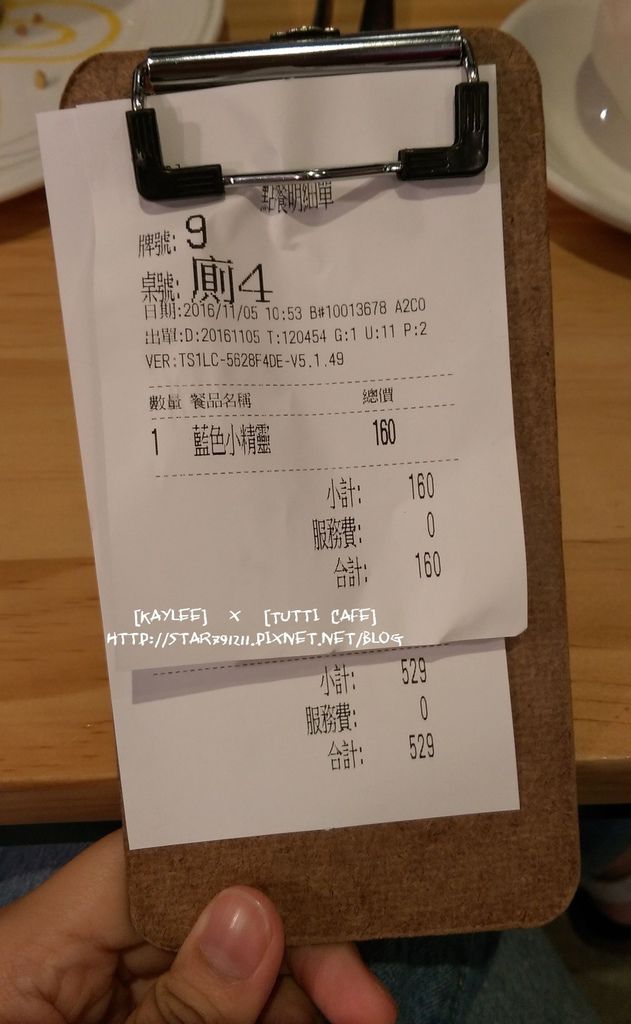 點餐明細單
牌號: 9
桌號: 廁4
日期:2016/11/05 10:53 B#10013678 A2C0
出單:D:20161105 T:120454 G:1 U:11 P:2
VER:TS1LC-5628F4DE-V5.1.49
數量 餐品名稱 總價
1 藍色小精靈 160
小計: 160
服務費: 0
合計: 160
[KAYLEE] X [TUTTI CAFE]
HTTP://STAR791211.PIXNET.NET/BLOG
小計: 529
服務費: 0
合計: 529